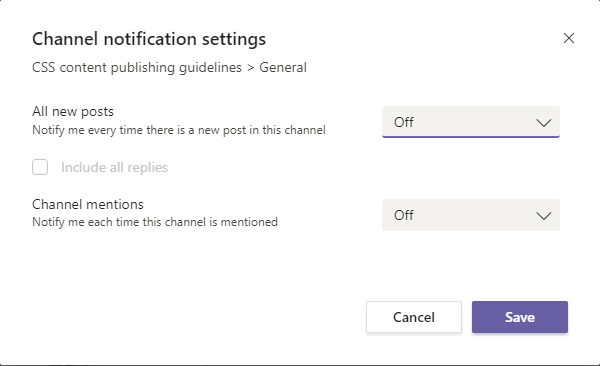 Channel notification settings
CSS content publishing guidelines > General
All new posts
Notify me every time there is a new post in this channel
Off
Include all replies
Channel mentions
Notify me each time this channel is mentioned
Off
Cancel
Save